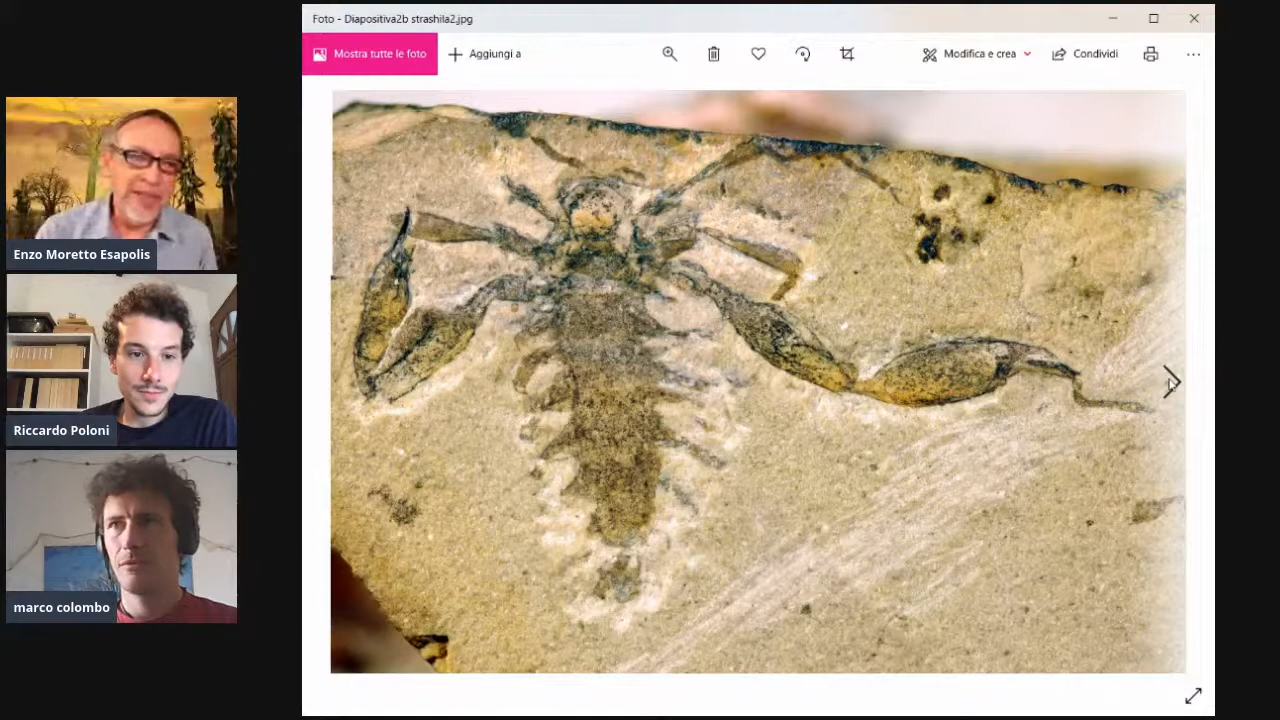 Foto - Diapositiva2b strashila2.jpg
Mostra tutte le foto
Aggiungi a
Modifica e crea
Condividi
Enzo Moretto Esapolis
Riccardo Poloni
marco colombo